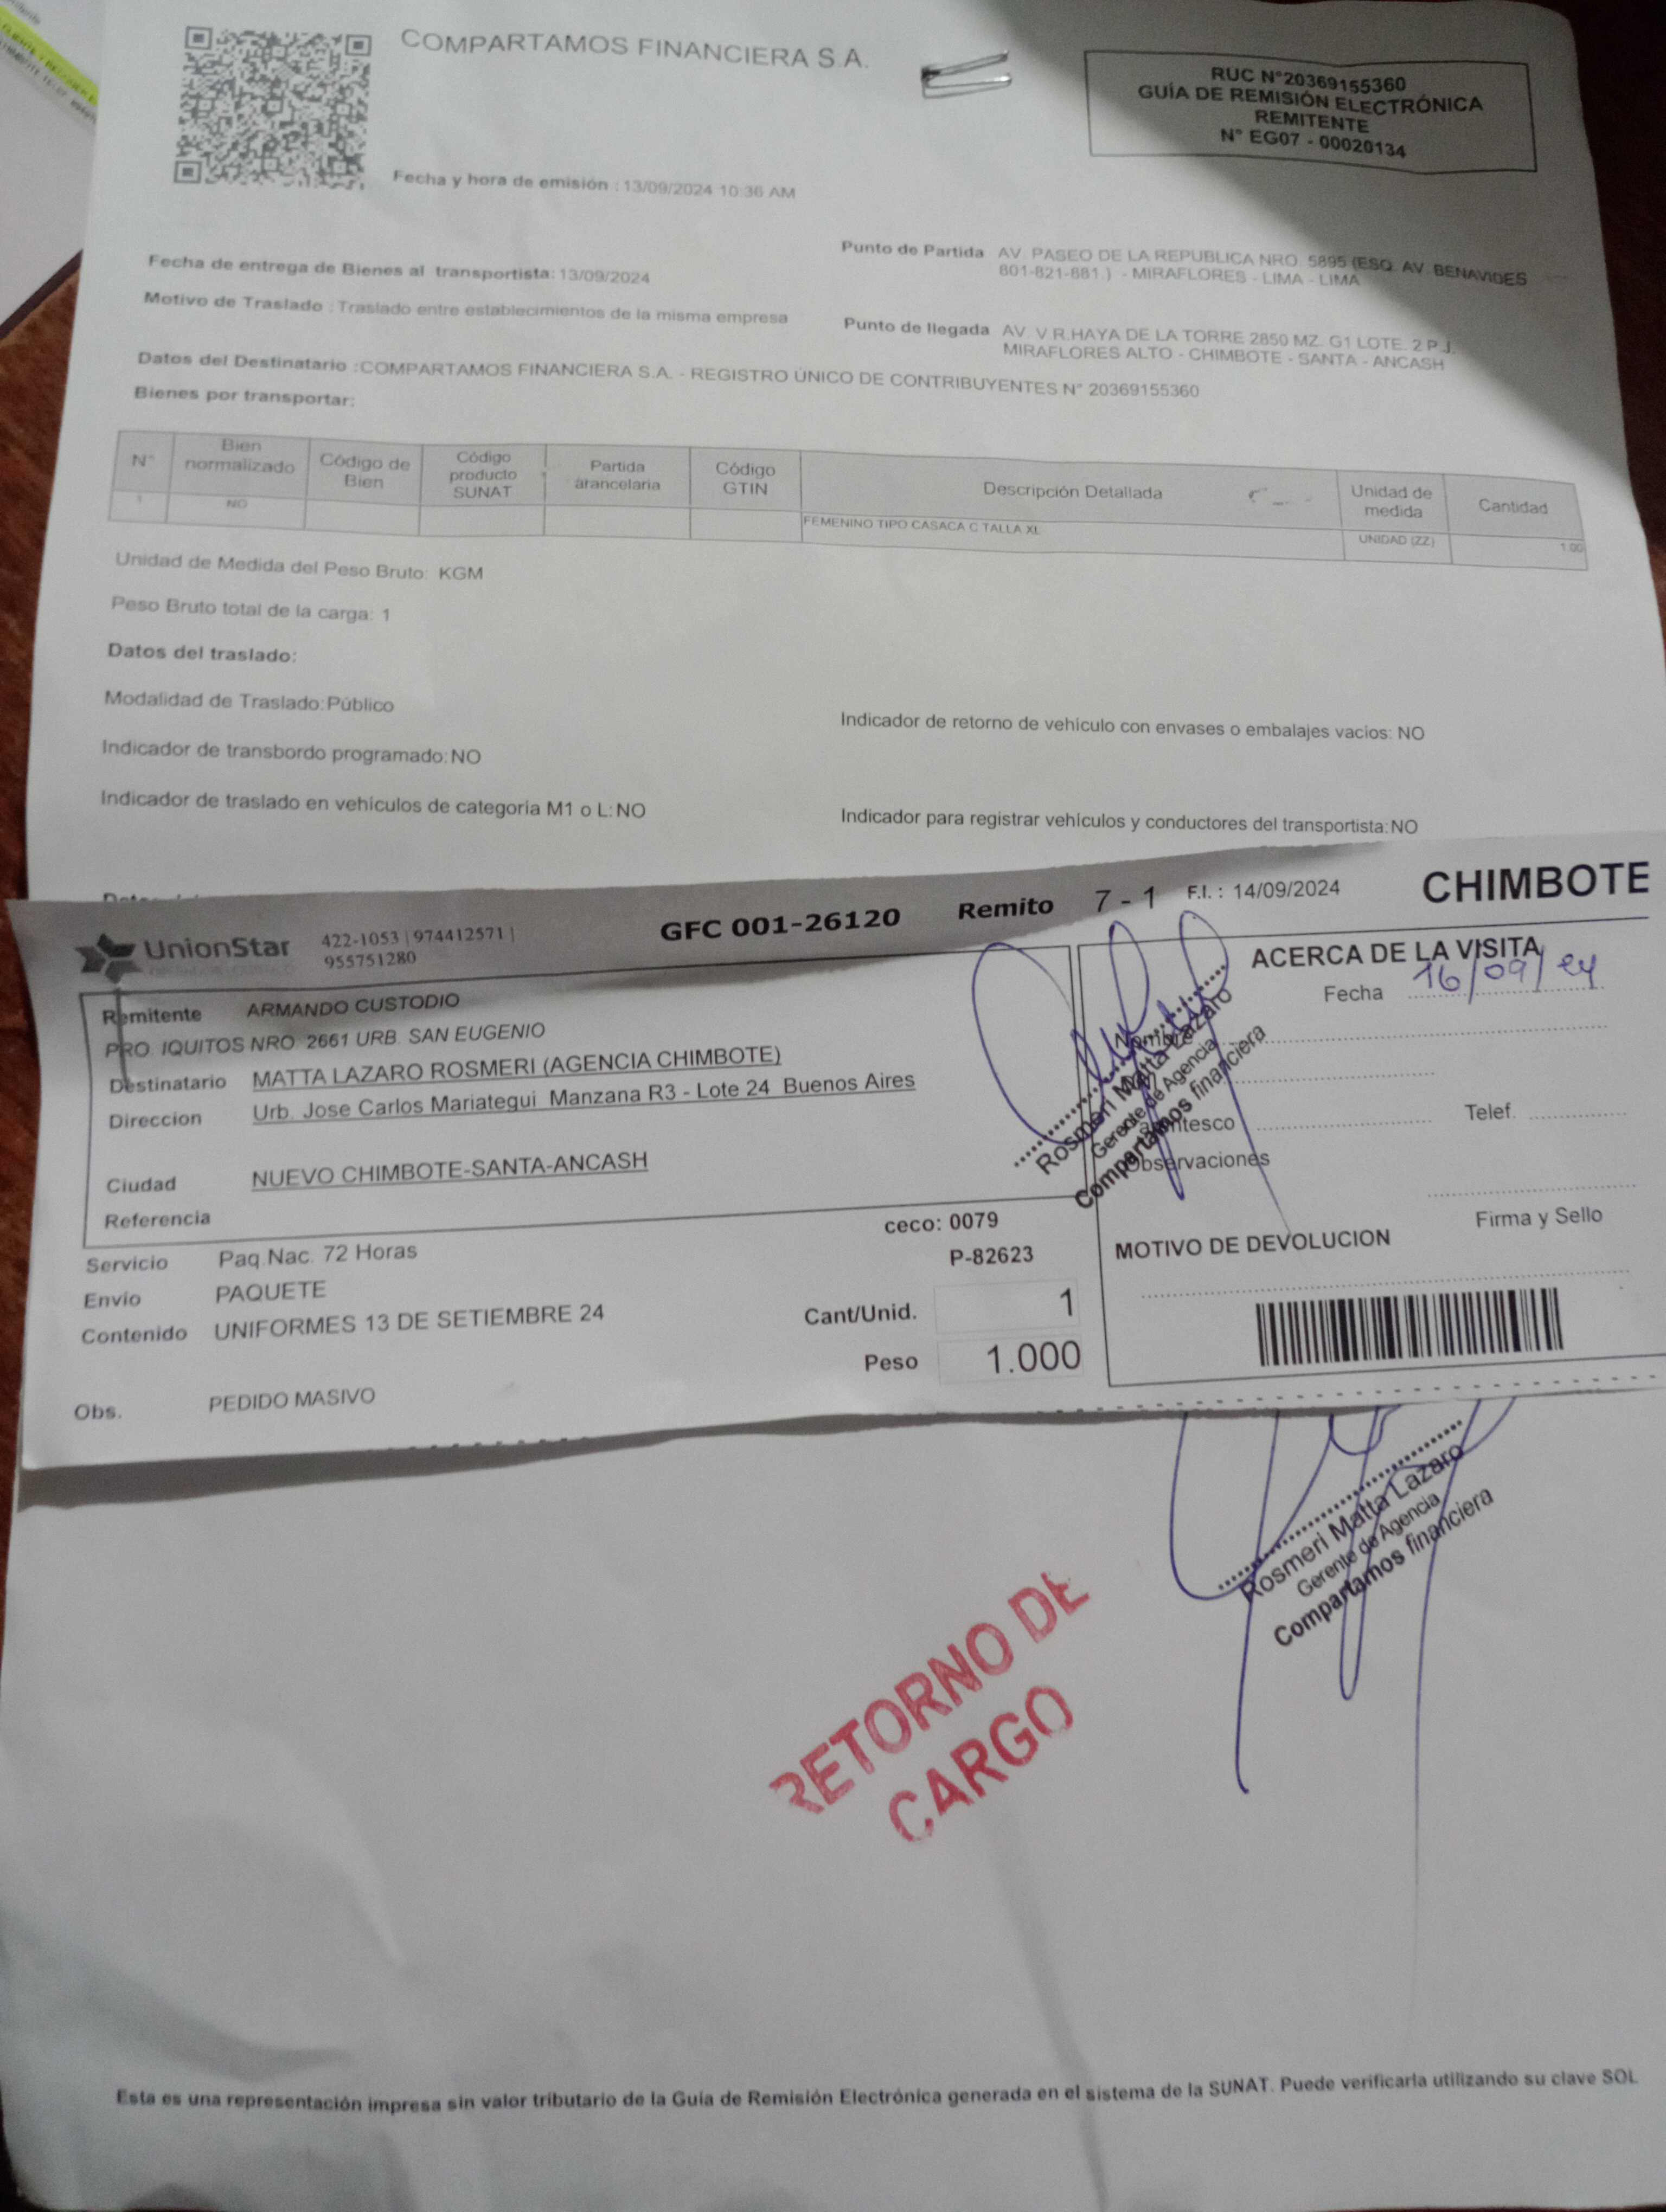 COMPARTAMOS FINANCIERA S.A.
RUC N°20369155360
GUÍA DE REMISIÓN ELECTRÓNICA
REMITENTE
N° EG07 - 00020134
Fecha y hora de emisión : 13/09/2024 10:36 AM
Fecha de entrega de Bienes al transportista: 13/09/2024
Punto de Partida AV. PASEO DE LA REPUBLICA NRO. 5895 (ESQ. AV. BENAVIDES
601-821-881.) - MIRAFLORES - LIMA - LIMA
Motivo de Traslado : Traslado entre establecimientos de la misma empresa
Punto de llegada AV. V.R.HAYA DE LA TORRE 2850 MZ. G1 LOTE. 2 P.J.
MIRAFLORES ALTO - CHIMBOTE - SANTA - ANCASH
Datos del Destinatario :COMPARTAMOS FINANCIERA S.A. - REGISTRO ÚNICO DE CONTRIBUYENTES N° 20369155360
Bienes por transportar:
N° Bien normalizado Código de Bien Código producto SUNAT Partida arancelaria Código GTIN Descripción Detallada Unidad de medida Cantidad
1 NO FEMENINO TIPO CASACA C TALLA XL UNIDAD (ZZ) 1.00
Unidad de Medida del Peso Bruto: KGM
Peso Bruto total de la carga: 1
Datos del traslado:
Modalidad de Traslado:Público
Indicador de retorno de vehículo con envases o embalajes vacios: NO
Indicador de transbordo programado:NO
Indicador de traslado en vehículos de categoría M1 o L:NO
Indicador para registrar vehículos y conductores del transportista:NO
UnionStar 422-1053 | 974412571 |
955751280
GFC 001-26120 Remito 7 - 1 F.I. : 14/09/2024 CHIMBOTE
Remitente ARMANDO CUSTODIO
PRO. IQUITOS NRO. 2661 URB. SAN EUGENIO
Destinatario MATTA LAZARO ROSMERI (AGENCIA CHIMBOTE)
Direccion Urb. Jose Carlos Mariategui Manzana R3 - Lote 24 Buenos Aires
Ciudad NUEVO CHIMBOTE-SANTA-ANCASH
Referencia
ceco: 0079
Servicio Paq.Nac. 72 Horas
P-82623
Envío PAQUETE
Contenido UNIFORMES 13 DE SETIEMBRE 24
Cant/Unid. 1
Peso 1.000
Obs. PEDIDO MASIVO
ACERCA DE LA VISITA
Fecha 16/09/24
Nombre
Telef.
Observaciones
Firma y Sello
MOTIVO DE DEVOLUCION
Rosmeri Matta Lazaro
Gerente de Agencia
Compartamos financiera
Rosmeri Matta Lazaro
Gerente de Agencia
Compartamos financiera
RETORNO DE
CARGO
Esta es una representación impresa sin valor tributario de la Guía de Remisión Electrónica generada en el sistema de la SUNAT. Puede verificarla utilizando su clave SOL